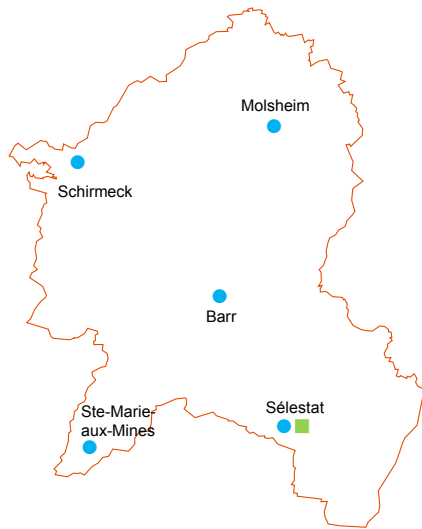 Molsheim
Schirmeck
Barr
Ste-Marie-
aux-Mines
Sélestat